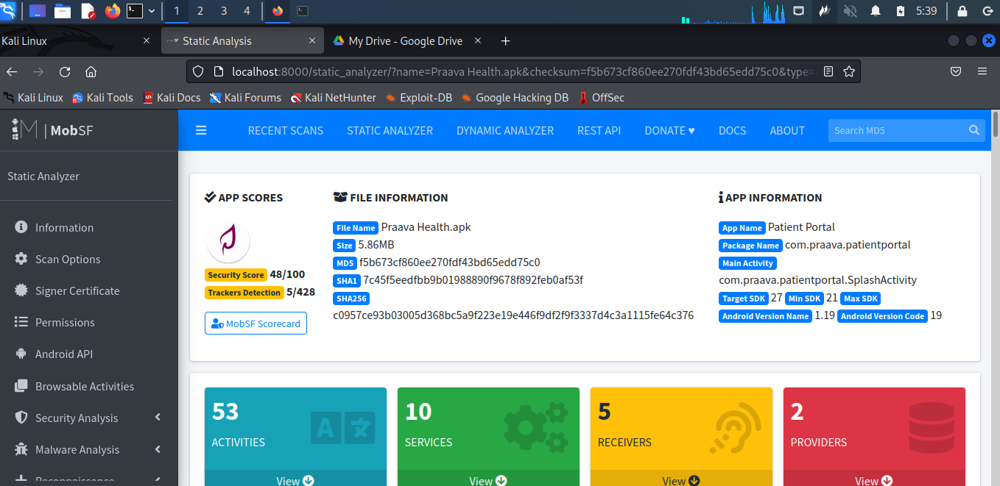 1 2 3 4 5:39
Kali Linux Static Analysis My Drive - Google Drive
localhost:8000/static_analyzer/?name=Praava Health.apk&checksum=f5b673cf860ee270fdf43bd65edd75c0&type=
Kali Linux Kali Tools Kali Docs Kali Forums Kali NetHunter Exploit-DB Google Hacking DB OffSec
MobSF
RECENT SCANS STATIC ANALYZER DYNAMIC ANALYZER REST API DONATE ♥ DOCS ABOUT Search MD5
Static Analyzer
Information
Scan Options
Signer Certificate
Permissions
Android API
Browsable Activities
Security Analysis
Malware Analysis
Reconnaissance
APP SCORES
Security Score 48/100
Trackers Detection 5/428
MobSF Scorecard
FILE INFORMATION
File Name Praava Health.apk
Size 5.86MB
MD5 f5b673cf860ee270fdf43bd65edd75c0
SHA1 7c45f5eedfbb9b01988890f9678f892feb0af53f
SHA256
c0957ce93b03005d368bc5a9f223e19e446f9df2f9f3337d4c3a1115fe64c376
APP INFORMATION
App Name Patient Portal
Package Name com.praava.patientportal
Main Activity
com.praava.patientportal.SplashActivity
Target SDK 27 Min SDK 21 Max SDK
Android Version Name 1.19 Android Version Code 19
53
ACTIVITIES
View
10
SERVICES
View
5
RECEIVERS
View
2
PROVIDERS
View